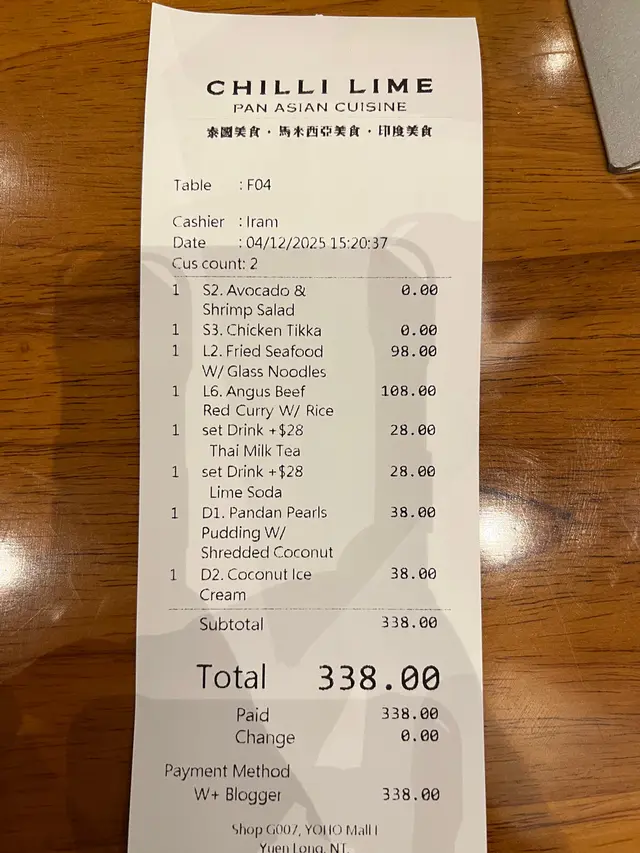 CHILLI LIME
PAN ASIAN CUISINE
泰國美食・馬來西亞美食・印度美食
Table : F04
Cashier : Iram
Date : 04/12/2025 15:20:37
Cus count: 2
1 S2. Avocado & 0.00
Shrimp Salad
1 S3. Chicken Tikka 0.00
1 L2. Fried Seafood 98.00
W/ Glass Noodles
1 L6. Angus Beef 108.00
Red Curry W/ Rice
1 set Drink +$28 28.00
Thai Milk Tea
1 set Drink +$28 28.00
Lime Soda
1 D1. Pandan Pearls 38.00
Pudding W/
Shredded Coconut
1 D2. Coconut Ice 38.00
Cream
Subtotal 338.00
Total 338.00
Paid 338.00
Change 0.00
Payment Method
W+ Blogger 338.00
Shop G007, YOHO Mall I
Yuen Long, NT